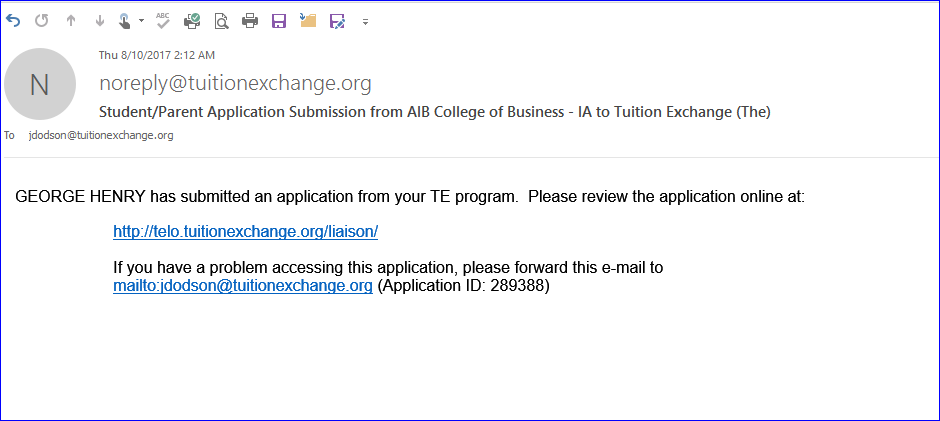 ABC
N
Thu 8/10/2017 2:12 AM
noreply@tuitionexchange.org
Student/Parent Application Submission from AIB College of Business - IA to Tuition Exchange (The)
To jdodson@tuitionexchange.org
GEORGE HENRY has submitted an application from your TE program.  Please review the application online at:
http://telo.tuitionexchange.org/liaison/
If you have a problem accessing this application, please forward this e-mail to
mailto:jdodson@tuitionexchange.org (Application ID: 289388)